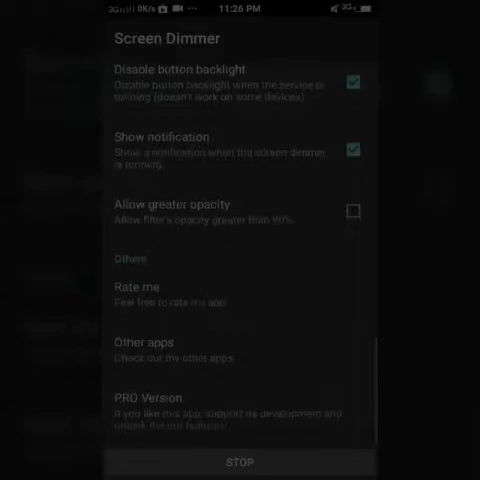 3G 0K/s 11:26 PM 3G
Screen Dimmer
Disable button backlight
Disable button backlight when the service is
running (doesn't work on some devices)
Show notification
Show a notification when the screen dimmer
is running.
Allow greater opacity
Allow filter's opacity greater than 90%.
Others
Rate me
Feel free to rate my app
Other apps
Check out my other apps
PRO Version
If you like this app, support its development and
unlock the pro features!
STOP